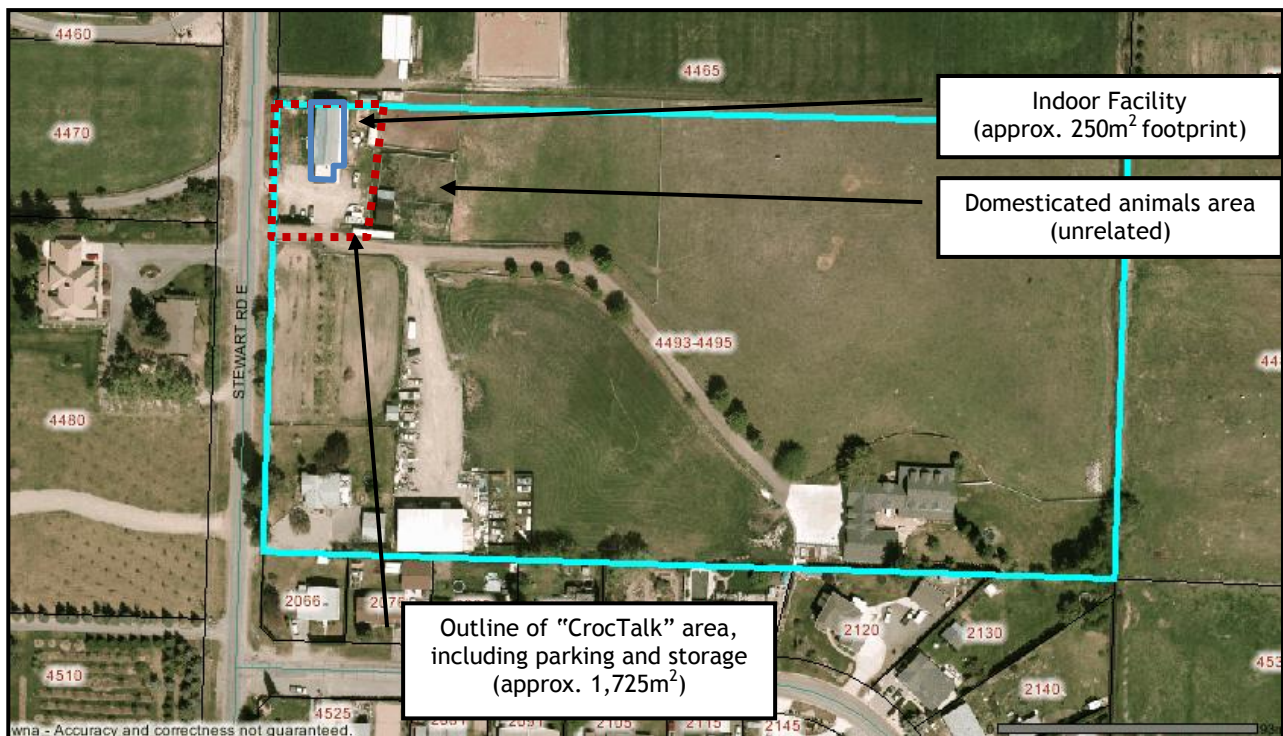 4460
4465
4470
Indoor Facility
(approx. 250m² footprint)
Domesticated animals area
(unrelated)
STEWART RD E
4493-4495
4480
2066
Outline of “CrocTalk” area,
including parking and storage
(approx. 1,725m²)
2120
2130
2140
4510
4525
2105
2115
2145
wna - Accuracy and correctness not guaranteed.
0